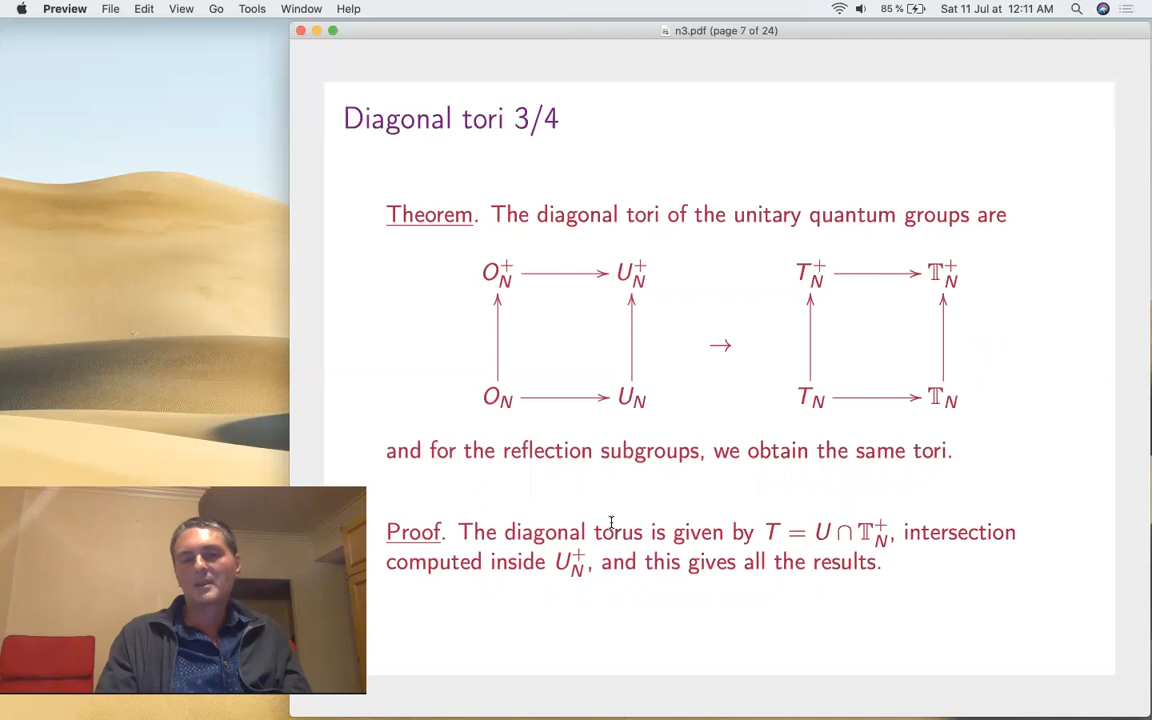 Preview File Edit View Go Tools Window Help 85 % Sat 11 Jul at 12:11 AM
n3.pdf (page 7 of 24)
Diagonal tori 3/4
Theorem. The diagonal tori of the unitary quantum groups are
O_N^+ → U_N^+ T_N^+ → 𝕋_N^+
→
O_N → U_N T_N → 𝕋_N
and for the reflection subgroups, we obtain the same tori.
Proof. The diagonal torus is given by T = U ∩ 𝕋_N^+, intersection
computed inside U_N^+, and this gives all the results.